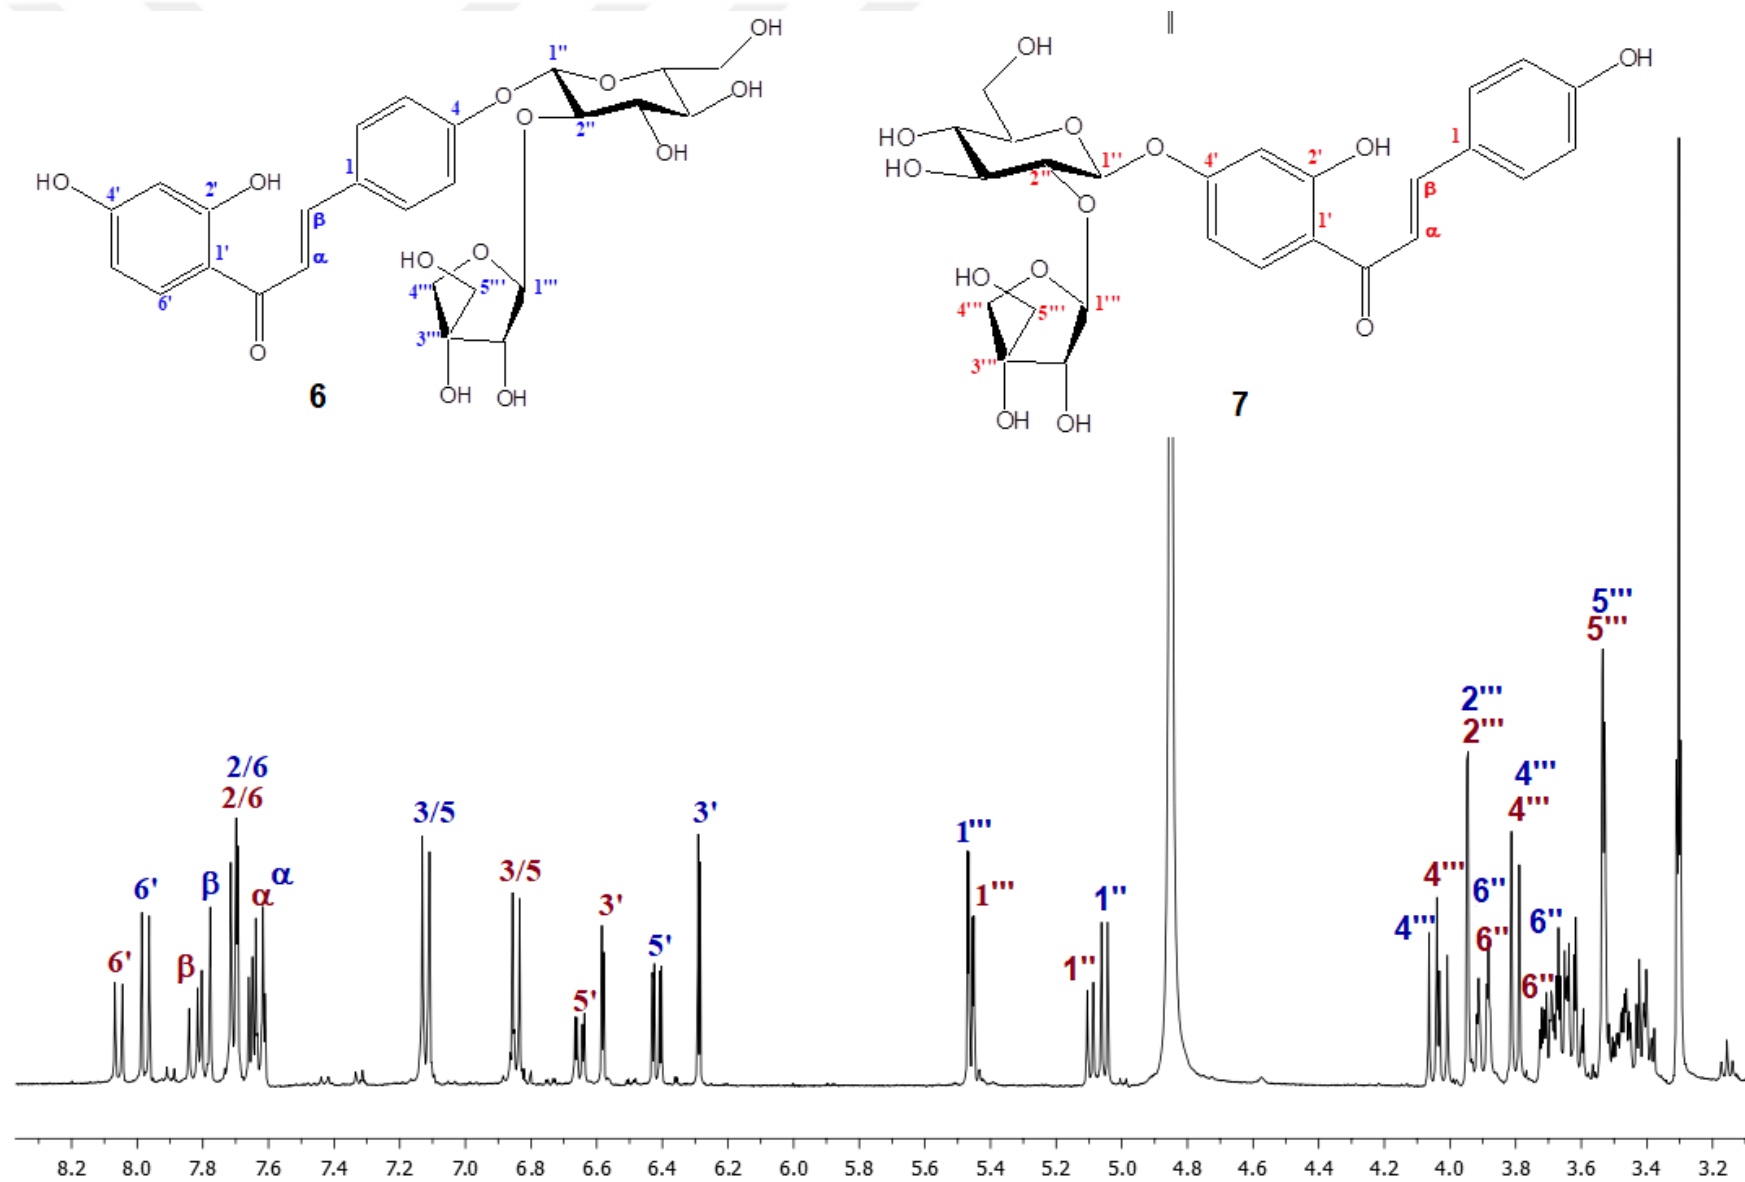 OH
1''
O
O
OH
4
O
2''
OH
1
HO
4'
2'
OH
β
1'
α
6'
O
HO
O
4'''
5'''
1'''
3'''
OH
OH
6
||
OH
OH
HO
O
HO
1''
O
4'
2'
OH
1
2''
O
β
1'
α
HO
O
4'''
5'''
1'''
3'''
O
OH
OH
7
5'''
5'''
2'''
2'''
2/6
2/6
4'''
4'''
3/5
3'
1'''
6'
β
α
α
3/5
1'''
1''
4'''
6''
3'
5'
4'''
6''
6''
6'
β
5'
1''
6''
8.2 8.0 7.8 7.6 7.4 7.2 7.0 6.8 6.6 6.4 6.2 6.0 5.8 5.6 5.4 5.2 5.0 4.8 4.6 4.4 4.2 4.0 3.8 3.6 3.4 3.2